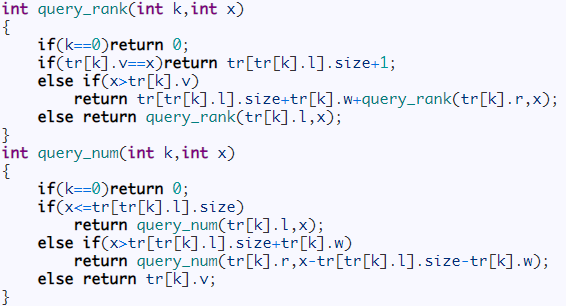 int query_rank(int k,int x)
{
    if(k==0)return 0;
    if(tr[k].v==x)return tr[tr[k].l].size+1;
    else if(x>tr[k].v)
        return tr[tr[k].l].size+tr[k].w+query_rank(tr[k].r,x);
    else return query_rank(tr[k].l,x);
}
int query_num(int k,int x)
{
    if(k==0)return 0;
    if(x<=tr[tr[k].l].size)
        return query_num(tr[k].l,x);
    else if(x>tr[tr[k].l].size+tr[k].w)
        return query_num(tr[k].r,x-tr[tr[k].l].size-tr[k].w);
    else return tr[k].v;
}